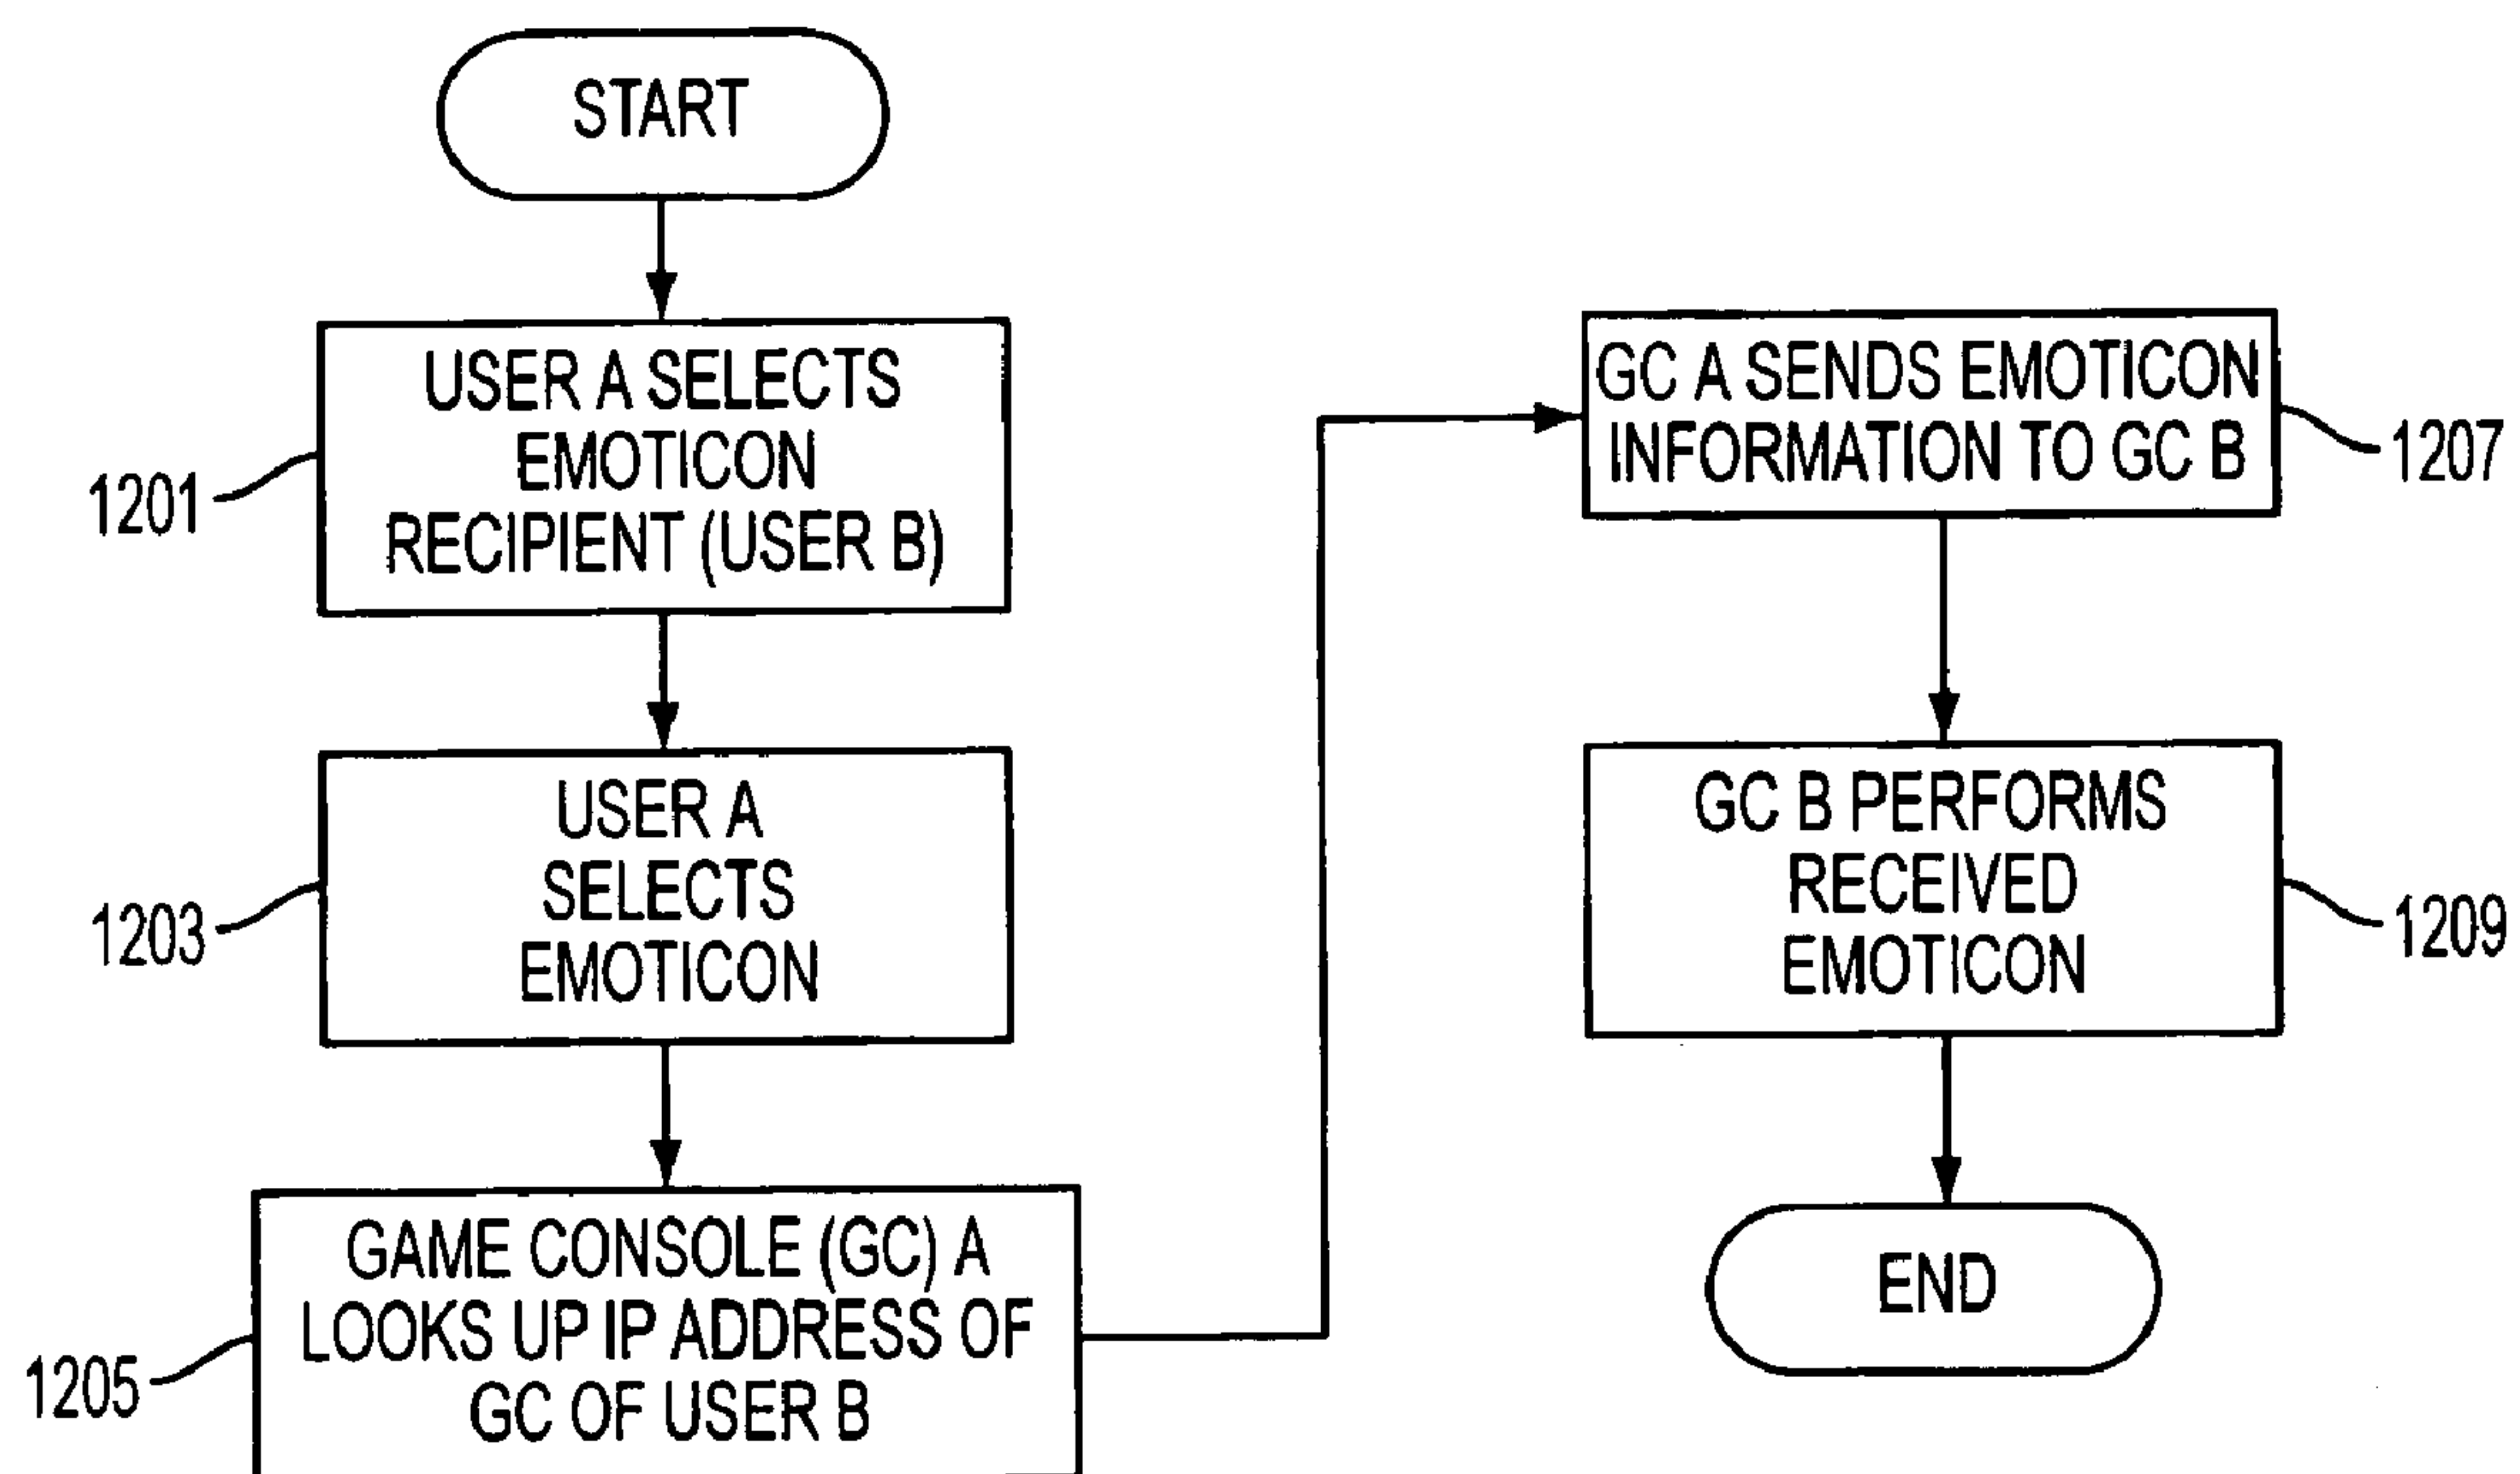 START
USER A SELECTS
EMOTICON
RECIPIENT (USER B)
1201
USER A
SELECTS
EMOTICON
1203
GAME CONSOLE (GC) A
LOOKS UP IP ADDRESS OF
GC OF USER B
1205
GC A SENDS EMOTICON
INFORMATION TO GC B
1207
GC B PERFORMS
RECEIVED
EMOTICON
1209
END